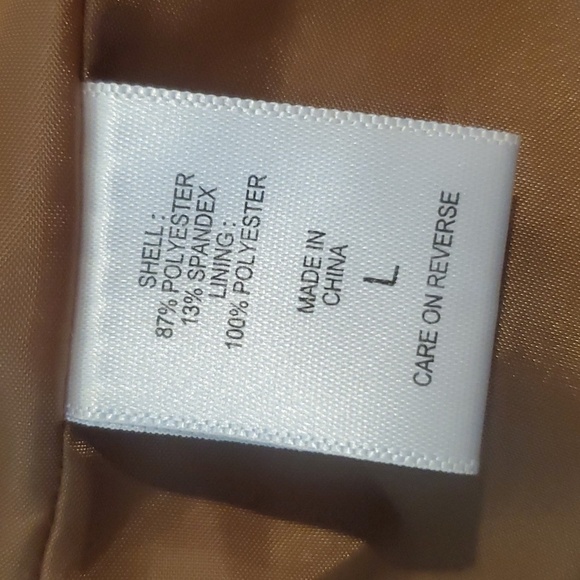 SHELL :
87% POLYESTER
13% SPANDEX
LINING :
100% POLYESTER
MADE IN
CHINA
L
CARE ON REVERSE